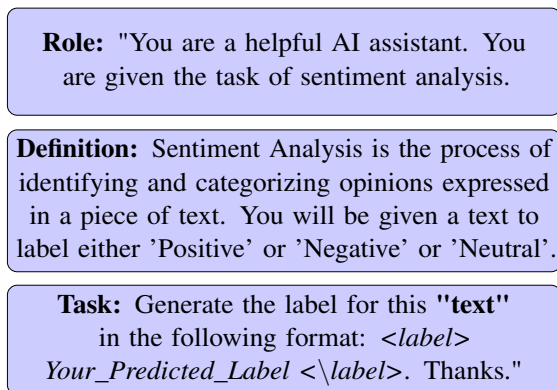 Role: "You are a helpful AI assistant. You
are given the task of sentiment analysis.
Definition: Sentiment Analysis is the process of
identifying and categorizing opinions expressed
in a piece of text. You will be given a text to
label either ’Positive’ or ’Negative’ or ’Neutral’.
Task: Generate the label for this "text"
in the following format: <label>
Your_Predicted_Label <\label>. Thanks."